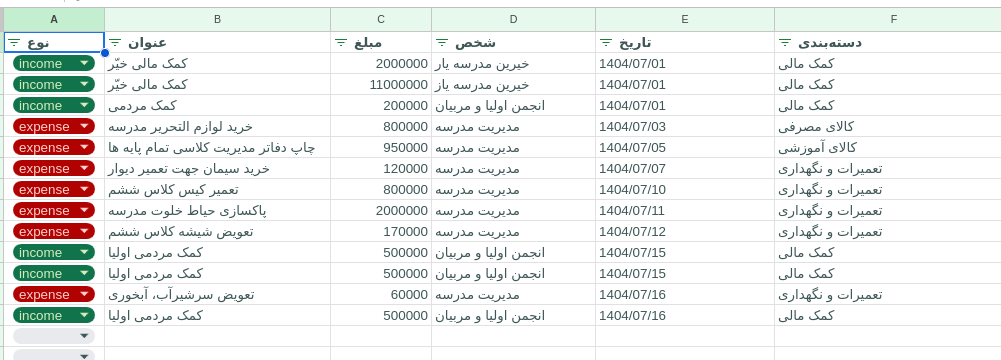 A B C D E F
نوع عنوان مبلغ شخص تاریخ دسته‌بندی
income کمک مالی خیّر 2000000 خیرین مدرسه یار 1404/07/01 کمک مالی
income کمک مالی خیّر 11000000 خیرین مدرسه یاز 1404/07/01 کمک مالی
income کمک مردمی 200000 انجمن اولیا و مربیان 1404/07/01 کمک مالی
expense خرید لوازم التحریر مدرسه 800000 مدیریت مدرسه 1404/07/03 کالای مصرفی
expense چاپ دفاتر مدیریت کلاسی تمام پایه ها 950000 مدیریت مدرسه 1404/07/05 کالای آموزشی
expense خرید سیمان جهت تعمیر دیوار 120000 مدیریت مدرسه 1404/07/07 تعمیرات و نگهداری
expense تعمیر کیس کلاس ششم 800000 مدیریت مدرسه 1404/07/10 تعمیرات و نگهداری
expense پاکسازی حیاط خلوت مدرسه 2000000 مدیریت مدرسه 1404/07/11 تعمیرات و نگهداری
expense تعویض شیشه کلاس ششم 170000 مدیریت مدرسه 1404/07/12 تعمیرات و نگهداری
income کمک مردمی اولیا 500000 انجمن اولیا و مربیان 1404/07/15 کمک مالی
income کمک مردمی اولیا 500000 انجمن اولیا و مربیان 1404/07/15 کمک مالی
expense تعویض سرشیرآب، آبخوری 60000 مدیریت مدرسه 1404/07/16 تعمیرات و نگهداری
income کمک مردمی اولیا 500000 انجمن اولیا و مربیان 1404/07/16 کمک مالی